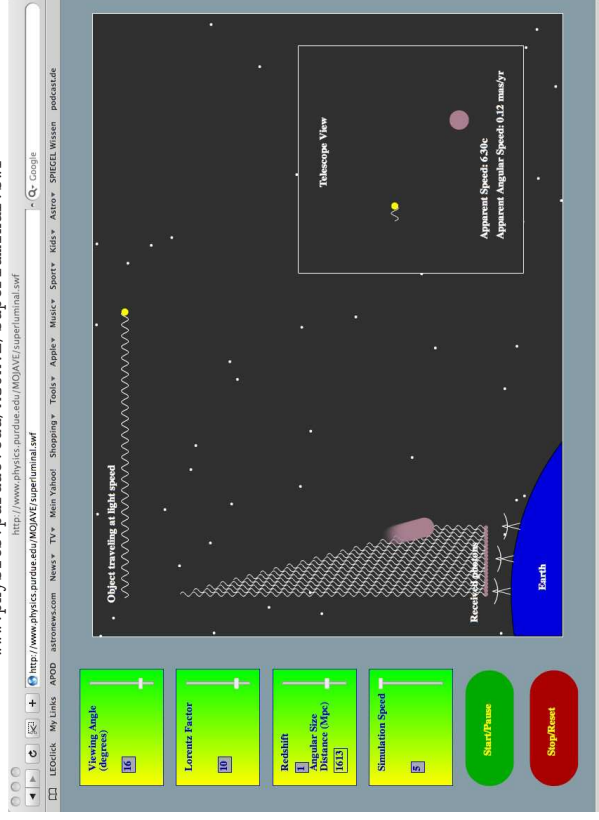 http://www.physics.purdue.edu/MOJAVE/superluminal.swf
http://www.physics.purdue.edu/MOJAVE/superluminal.swf
Google
LEOclick My Links APOD astronews.com News TV Mein Yahoo! Shopping Tools Apple Music Sport Kids Astro SPIEGEL Wissen podcast.de
Viewing Angle
(degrees)
16
Lorentz Factor
10
Redshift
1
Angular Size
Distance (Mpc)
1613
Simulation Speed
5
Start/Pause
Stop/Reset
Object traveling at light speed
Received photons
Earth
Telescope View
Apparent Speed: 6.30c
Apparent Angular Speed: 0.12 mas/yr